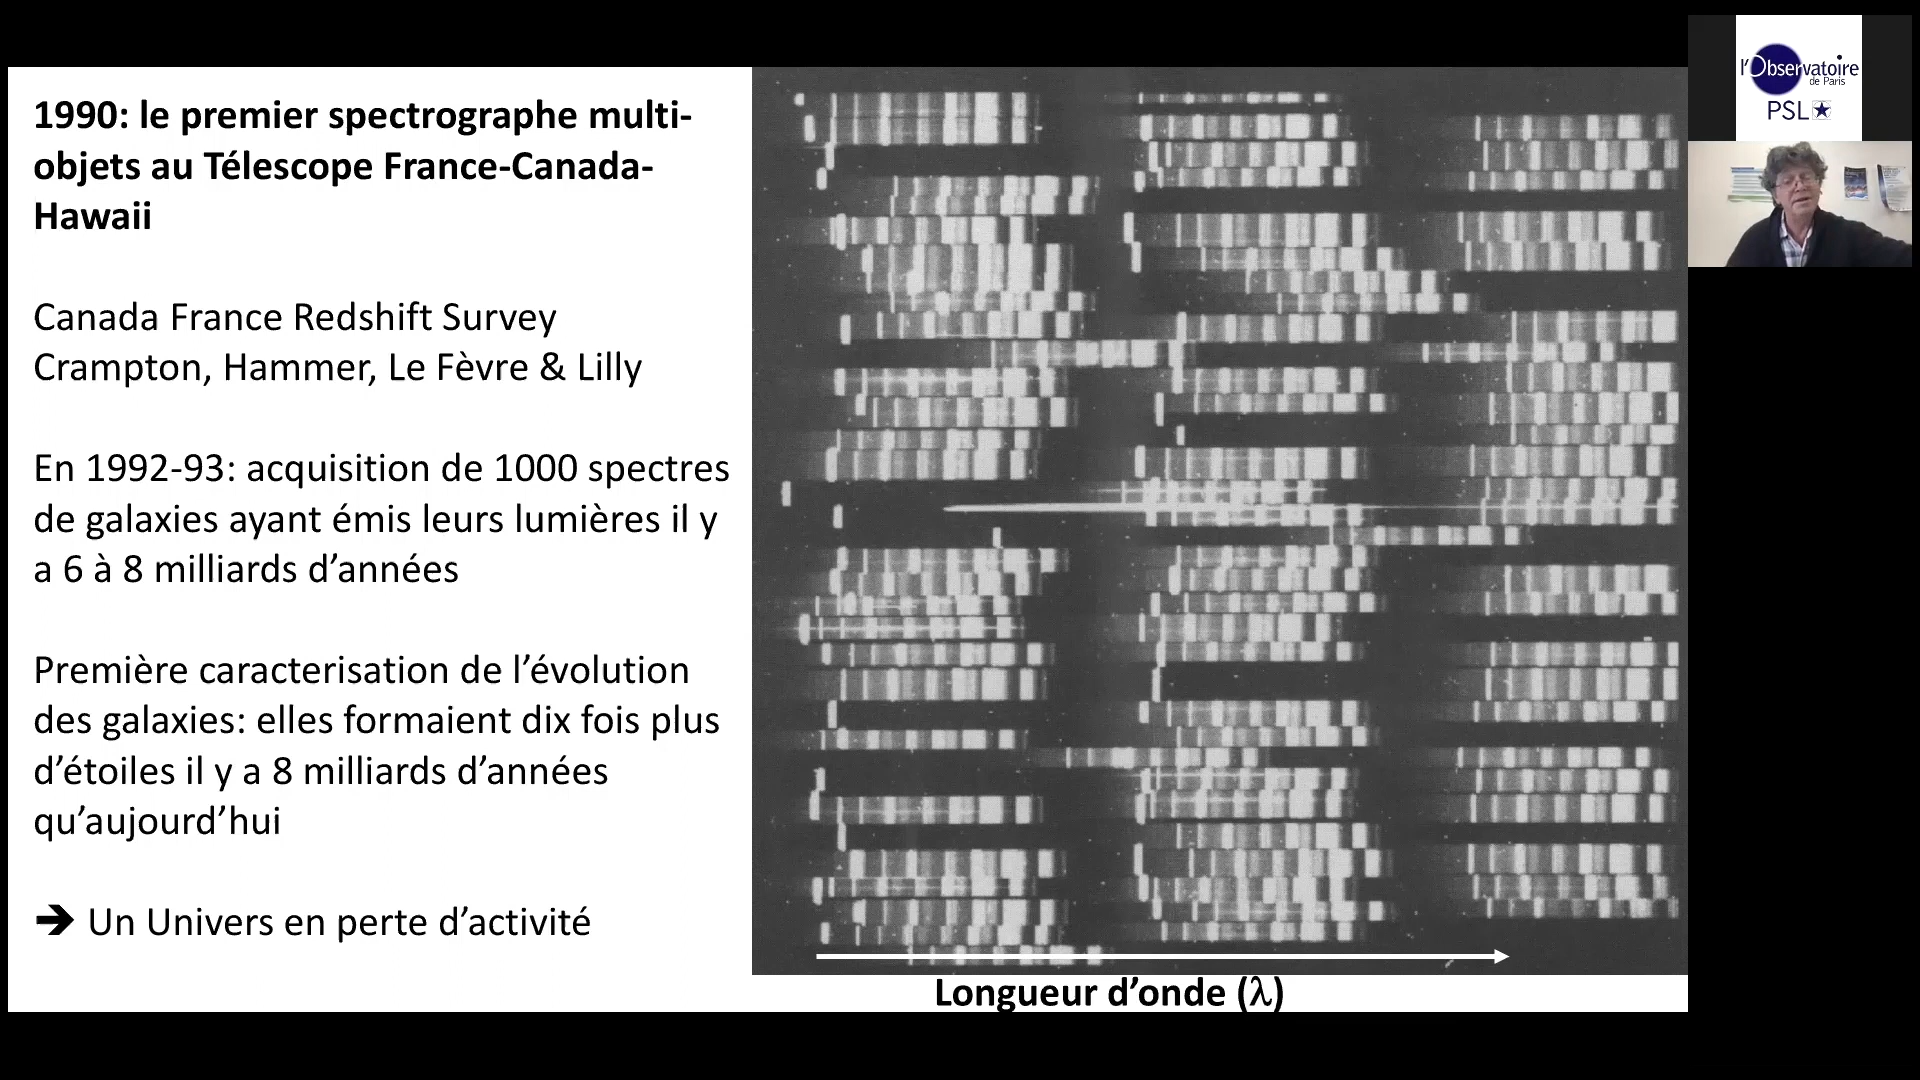 1990: le premier spectrographe multi-
objets au Télescope France-Canada-
Hawaii
Canada France Redshift Survey
Crampton, Hammer, Le Fèvre & Lilly
En 1992-93: acquisition de 1000 spectres
de galaxies ayant émis leurs lumières il y
a 6 à 8 milliards d’années
Première caracterisation de l’évolution
des galaxies: elles formaient dix fois plus
d’étoiles il y a 8 milliards d’années
qu’aujourd’hui
➔ Un Univers en perte d’activité
Longueur d’onde (λ)
l'Observatoire
de Paris
PSL